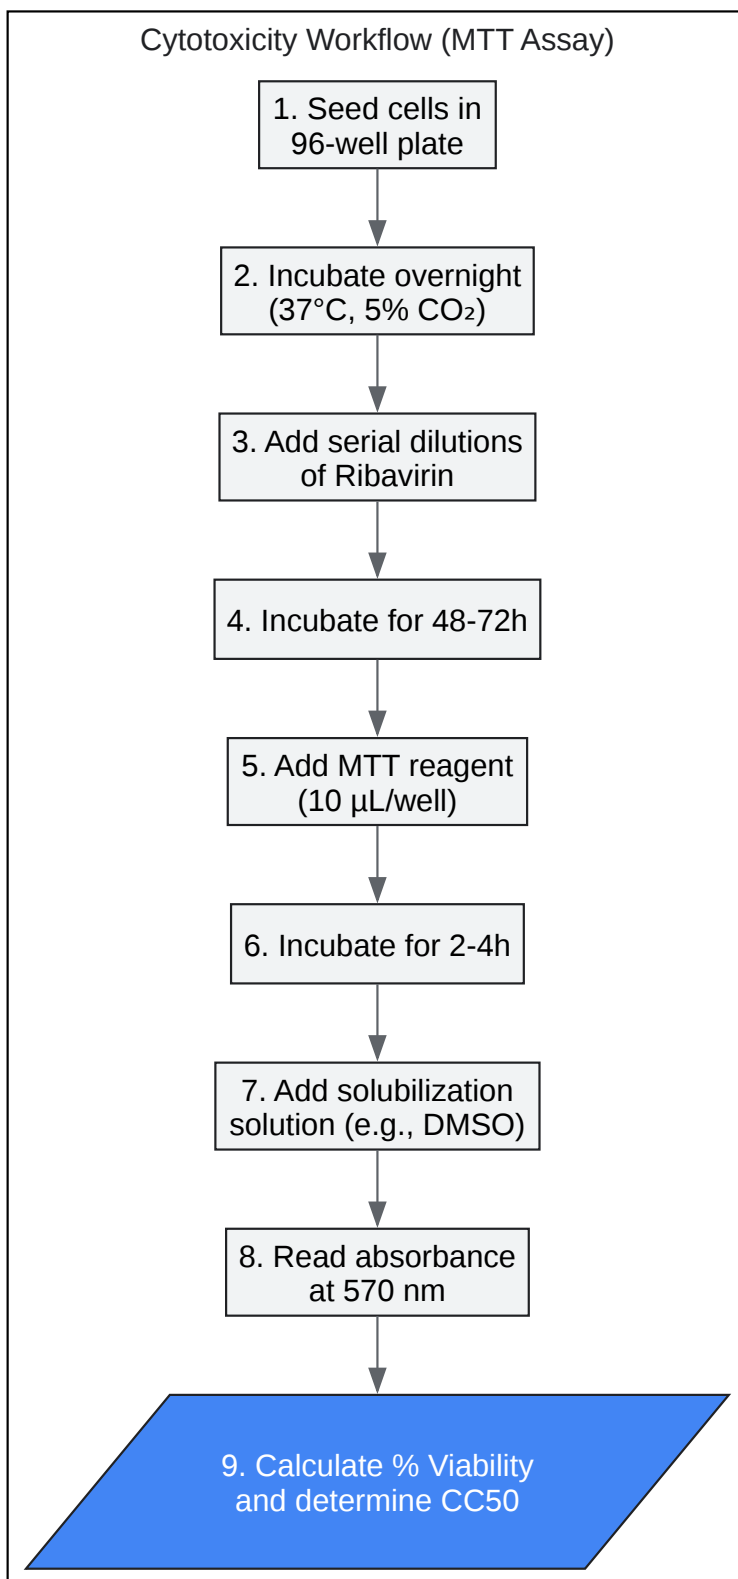 Cytotoxicity Workflow (MTT Assay)
1. Seed cells in
96-well plate
2. Incubate overnight
(37°C, 5% CO₂)
3. Add serial dilutions
of Ribavirin
4. Incubate for 48-72h
5. Add MTT reagent
(10 µL/well)
6. Incubate for 2-4h
7. Add solubilization
solution (e.g., DMSO)
8. Read absorbance
at 570 nm
9. Calculate % Viability
and determine CC50